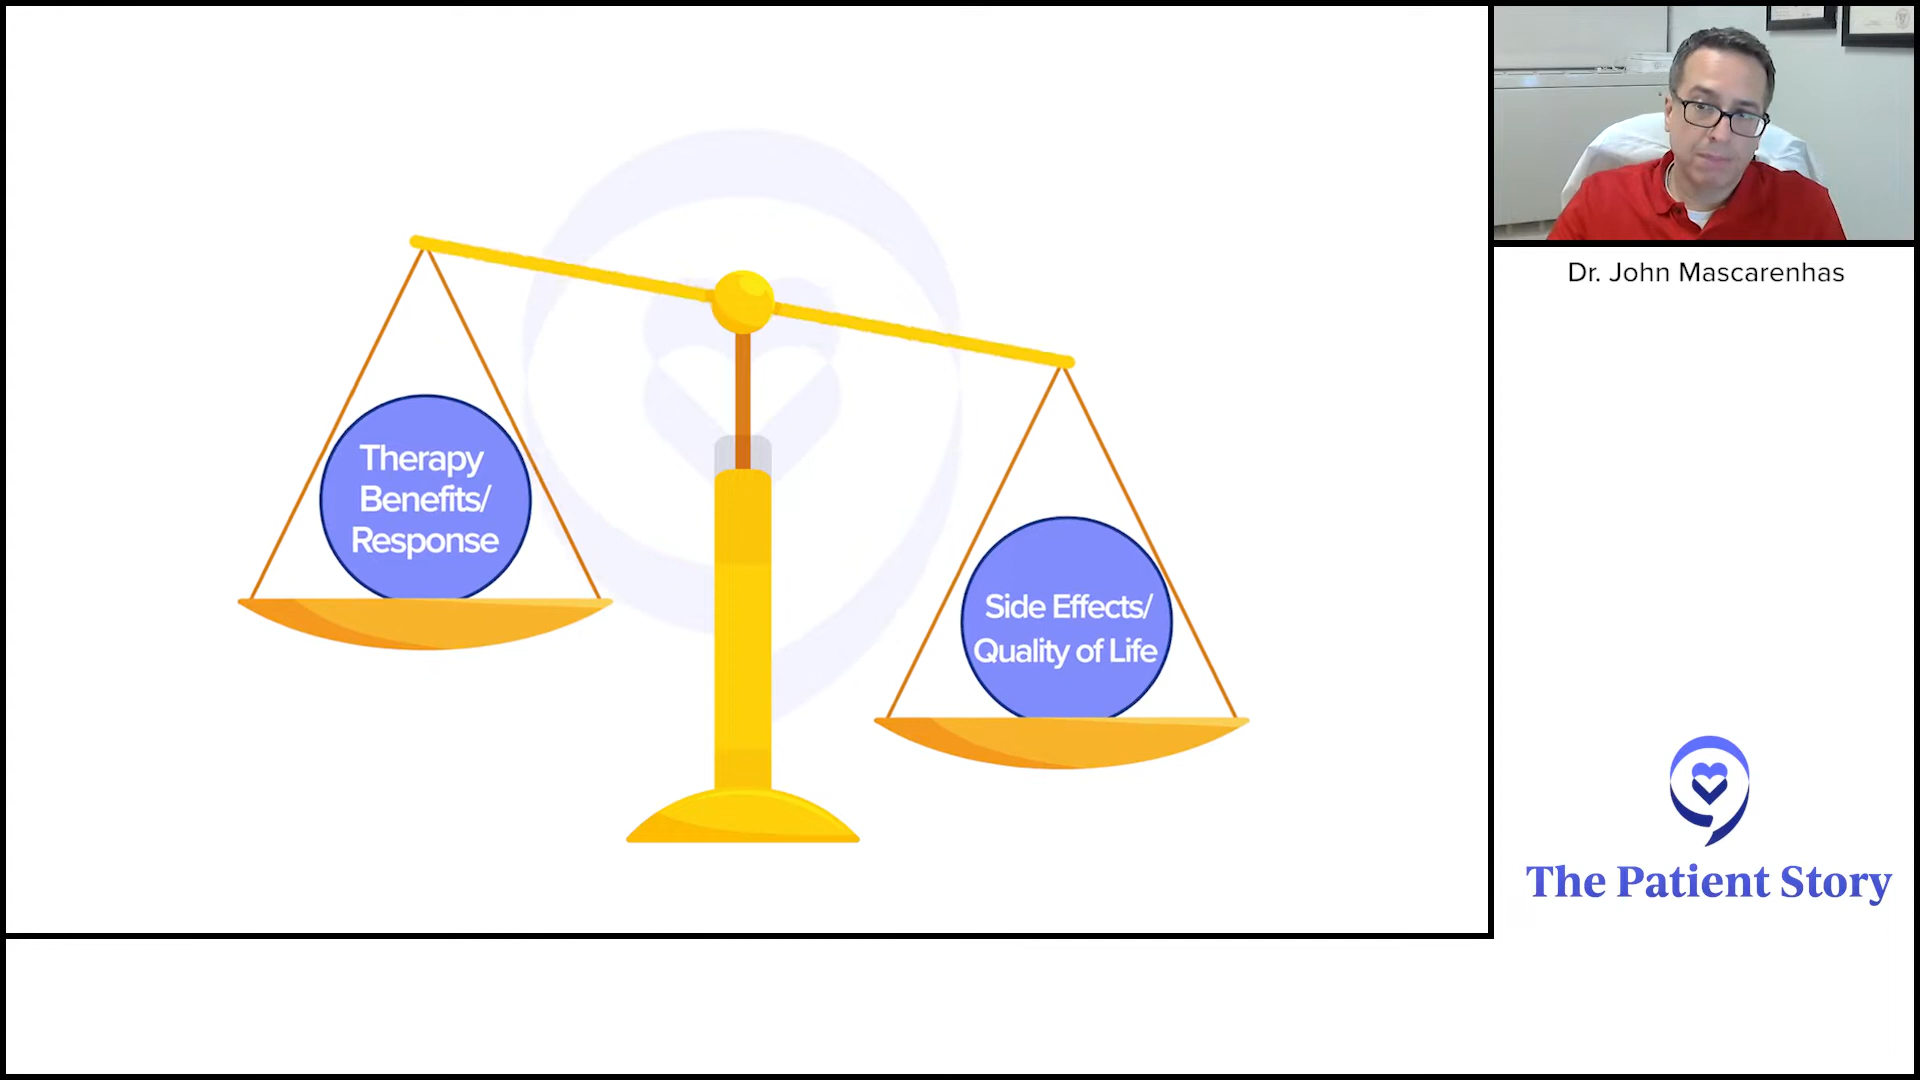 Therapy
Benefits/
Response
Side Effects/
Quality of Life
Dr. John Mascarenhas
The Patient Story